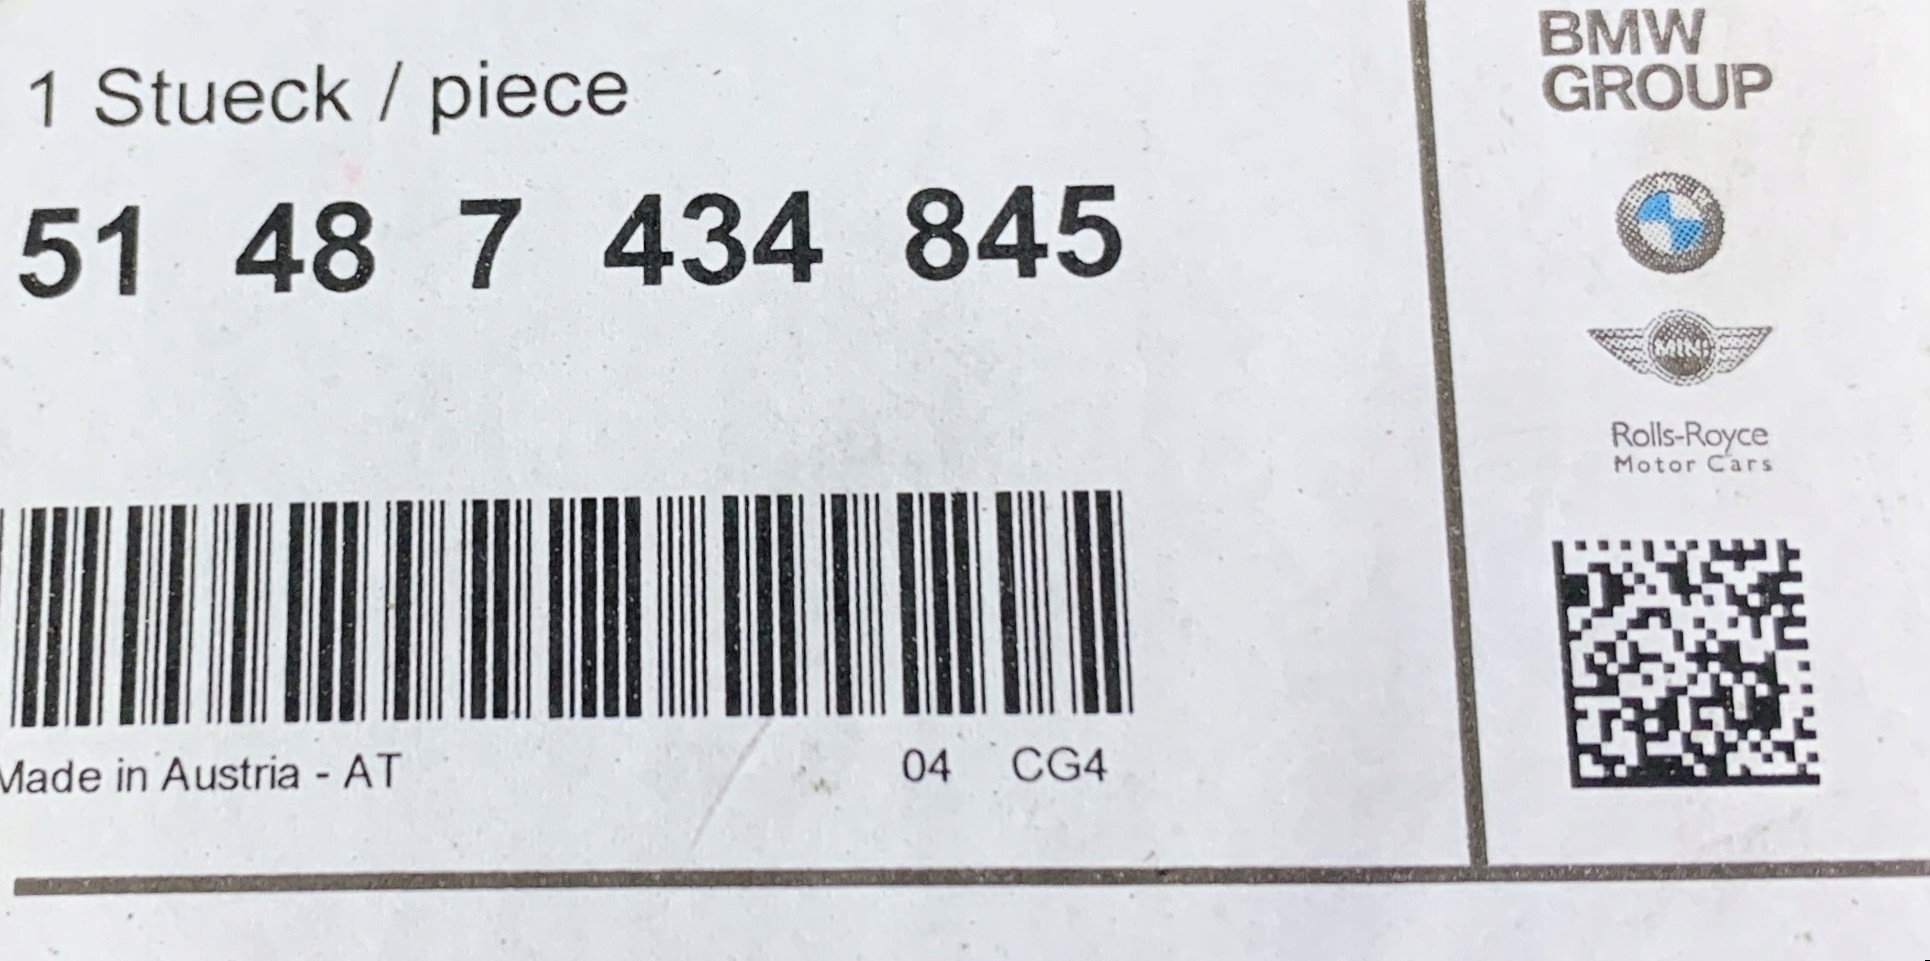 1 Stueck / piece
51 48 7 434 845
Made in Austria - AT
04 CG4
BMW
GROUP
MINI
Rolls-Royce
Motor Cars